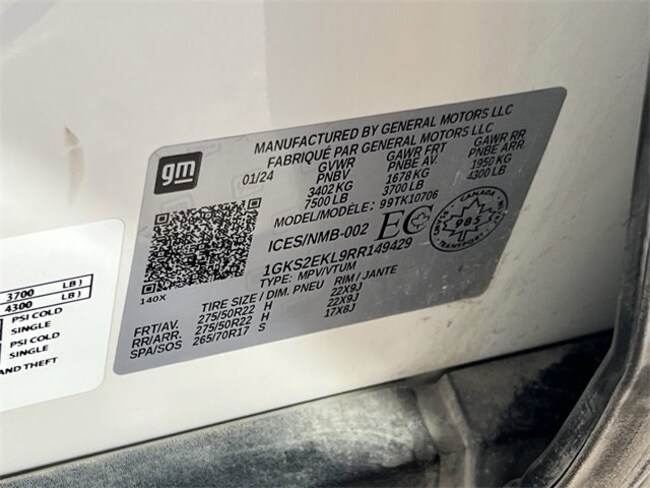 gm
MANUFACTURED BY GENERAL MOTORS LLC
FABRIQUÉ PAR GENERAL MOTORS LLC
01/24 GVWR GAWR FRT GAWR RR
PNBV PNBE AV. PNBE ARR.
3402 KG 1678 KG 1950 KG
7500 LB 3700 LB 4300 LB
MODEL/MODÈLE: 99TK10706
ICES/NMB-002 EC
CANADA
985
1GKS2EKL9RR149429
TYPE: MPV/VTUM
140X
TIRE SIZE / DIM. PNEU RIM / JANTE
FRT/AV. 275/50R22 H 22X9J
RR/ARR. 275/50R22 H 22X9J
SPA/SOS 265/70R17 S 17X8J
3700 LB)
4300 LB)
PSI COLD
SINGLE
PSI COLD
SINGLE
AND THEFT